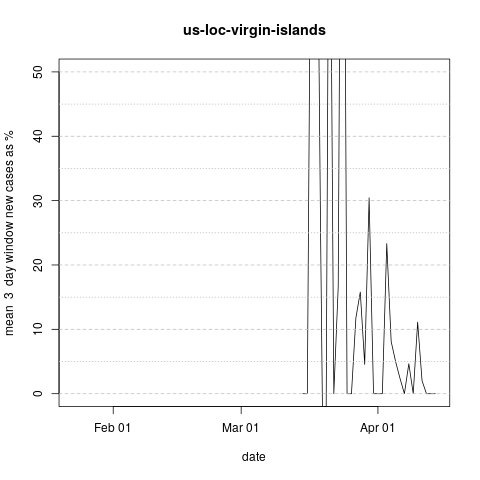 us-loc-virgin-islands
mean 3 day window new cases as %
50
40
30
20
10
0
Feb 01
Mar 01
Apr 01
date